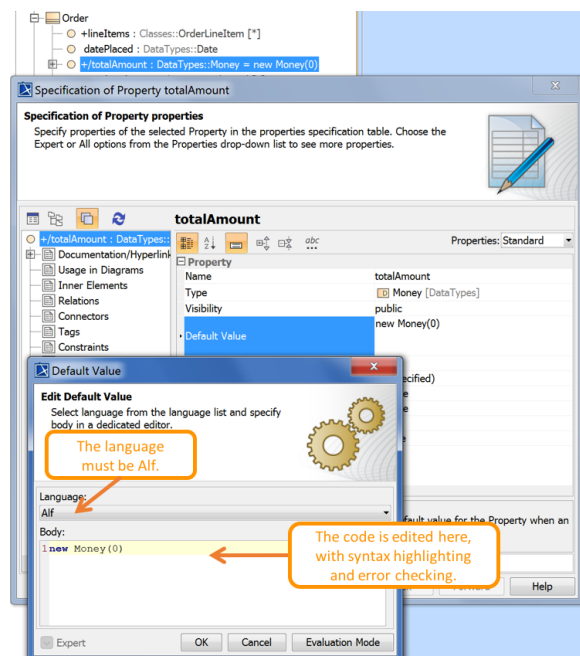 Order
+lineItems : Classes::OrderLineItem [*]
datePlaced : DataTypes::Date
+/totalAmount : DataTypes::Money = new Money(0)
Specification of Property totalAmount
Specification of Property properties
Specify properties of the selected Property in the properties specification table. Choose the
Expert or All options from the Properties drop-down list to see more properties.
totalAmount
+/totalAmount : DataTypes::
Properties: Standard
Documentation/Hyperlink
Usage in Diagrams
Inner Elements
Relations
Connectors
Tags
Constraints
Property
Name totalAmount
Type Money [DataTypes]
Visibility public
Default Value new Money(0)
Default Value
Edit Default Value
Select language from the language list and specify
body in a dedicated editor.
The language
must be Alf.
Language:
Alf
Body:
1 new Money(0)
The code is edited here,
with syntax highlighting
and error checking.
fault value for the Property when an
Help
Expert OK Cancel Evaluation Mode